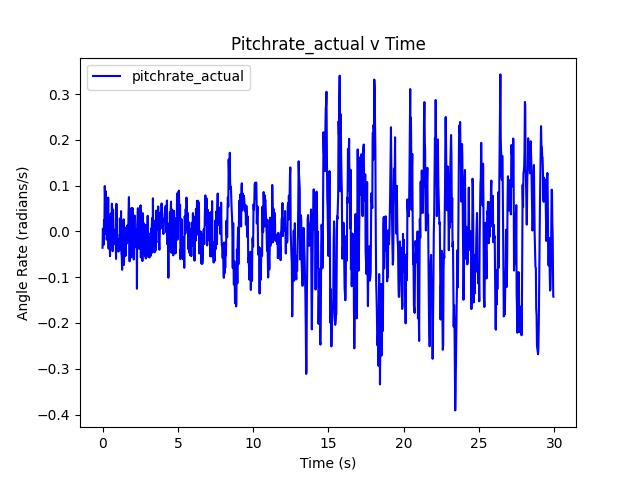 Pitchrate_actual v Time
pitchrate_actual
Angle Rate (radians/s)
0.3
0.2
0.1
0.0
−0.1
−0.2
−0.3
−0.4
0 5 10 15 20 25 30
Time (s)